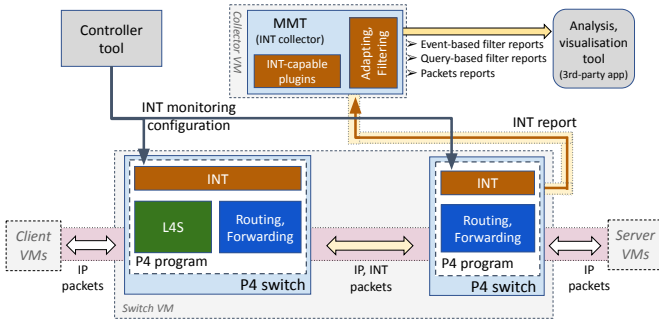 Controller
tool
Collector VM
MMT
(INT collector)
INT-capable
plugins
Adapting,
Filtering
➢ Event-based filter reports
➢ Query-based filter reports
➢ Packets reports
Analysis,
visualisation
tool
(3rd-party app)
INT monitoring
configuration
INT report
INT
L4S
Routing,
Forwarding
P4 program
P4 switch
INT
Routing,
Forwarding
P4 program
P4 switch
Client
VMs
IP
packets
IP, INT
packets
IP
packets
Server
VMs
Switch VM